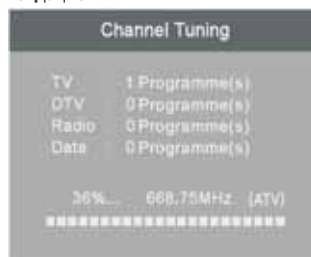 Channel Tuning
TV : 1 Programme(s)
DTV : 0 Programme(s)
Radio : 0 Programme(s)
Data : 0 Programme(s)
36%... 668.75MHz (ATV)